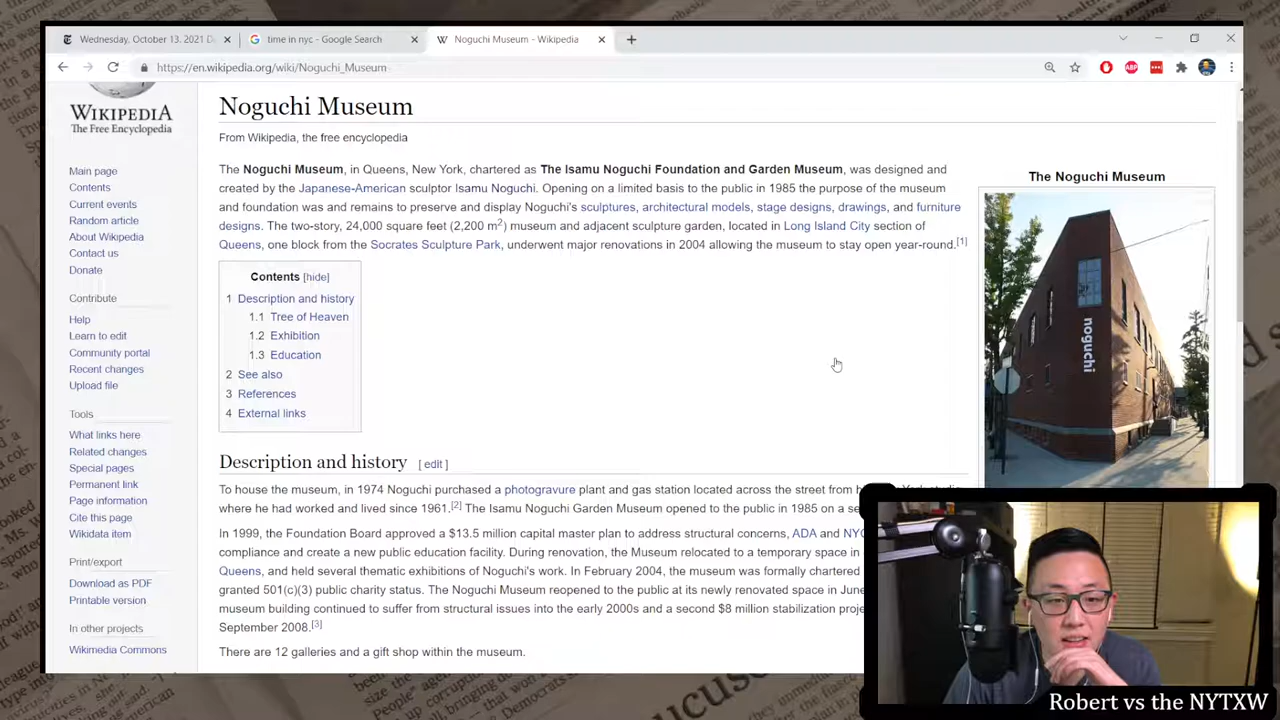 Wednesday, October 13. 2021 D
time in nyc - Google Search
Noguchi Museum - Wikipedia
https://en.wikipedia.org/wiki/Noguchi_Museum
WIKIPEDIA
The Free Encyclopedia
Main page
Contents
Current events
Random article
About Wikipedia
Contact us
Donate
Contribute
Help
Learn to edit
Community portal
Recent changes
Upload file
Tools
What links here
Related changes
Special pages
Permanent link
Page information
Cite this page
Wikidata item
Print/export
Download as PDF
Printable version
In other projects
Wikimedia Commons
Noguchi Museum
From Wikipedia, the free encyclopedia
The Noguchi Museum, in Queens, New York, chartered as The Isamu Noguchi Foundation and Garden Museum, was designed and
created by the Japanese-American sculptor Isamu Noguchi. Opening on a limited basis to the public in 1985 the purpose of the museum
and foundation was and remains to preserve and display Noguchi's sculptures, architectural models, stage designs, drawings, and furniture
designs. The two-story, 24,000 square feet (2,200 m2) museum and adjacent sculpture garden, located in Long Island City section of
Queens, one block from the Socrates Sculpture Park, underwent major renovations in 2004 allowing the museum to stay open year-round.[1]
Contents [hide]
1 Description and history
1.1 Tree of Heaven
1.2 Exhibition
1.3 Education
2 See also
3 References
4 External links
The Noguchi Museum
noguchi
Description and history [ edit ]
To house the museum, in 1974 Noguchi purchased a photogravure plant and gas station located across the street from
where he had worked and lived since 1961.[2] The Isamu Noguchi Garden Museum opened to the public in 1985 on a
In 1999, the Foundation Board approved a $13.5 million capital master plan to address structural concerns, ADA and NYC
compliance and create a new public education facility. During renovation, the Museum relocated to a temporary space in
Queens, and held several thematic exhibitions of Noguchi's work. In February 2004, the museum was formally chartered
granted 501(c)(3) public charity status. The Noguchi Museum reopened to the public at its newly renovated space in June
museum building continued to suffer from structural issues into the early 2000s and a second $8 million stabilization
September 2008.[3]
There are 12 galleries and a gift shop within the museum.
ABP
Robert vs the NYTXW